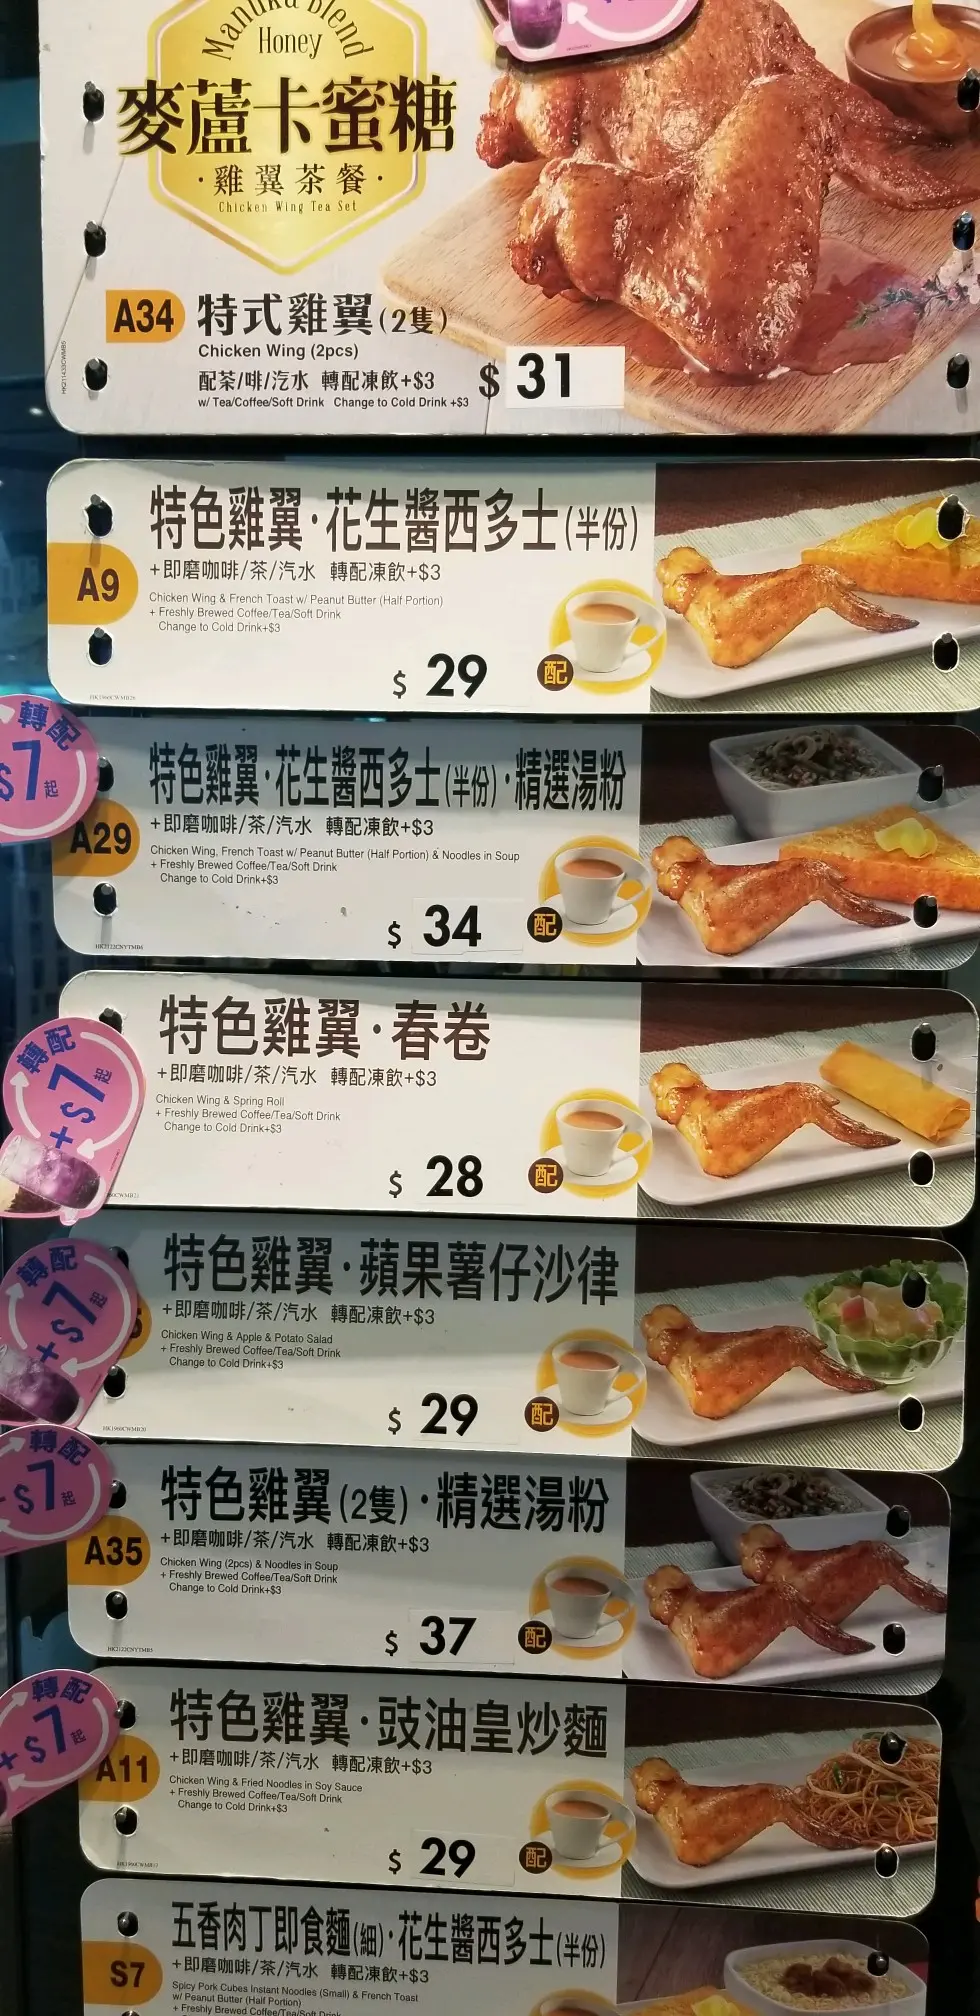 Manuka Blend
Honey
麥蘆卡蜜糖
·雞翼茶餐·
Chicken Wing Tea Set
A34
特式雞翼(2隻)
Chicken Wing (2pcs)
配茶/啡/汽水 轉配凍飲+$3
w/ Tea/Coffee/Soft Drink Change to Cold Drink +$3
$ 31
特色雞翼·花生醬西多士(半份)
+即磨咖啡/茶/汽水 轉配凍飲+$3
A9
Chicken Wing & French Toast w/ Peanut Butter (Half Portion)
+ Freshly Brewed Coffee/Tea/Soft Drink
Change to Cold Drink+$3
$ 29
配
轉配
$7起
特色雞翼·花生醬西多士(半份)·精選湯粉
+即磨咖啡/茶/汽水 轉配凍飲+$3
A29
Chicken Wing, French Toast w/ Peanut Butter (Half Portion) & Noodles in Soup
+ Freshly Brewed Coffee/Tea/Soft Drink
Change to Cold Drink+$3
$ 34
配
特色雞翼·春卷
轉配
+$7起
+即磨咖啡/茶/汽水 轉配凍飲+$3
Chicken Wing & Spring Roll
+ Freshly Brewed Coffee/Tea/Soft Drink
Change to Cold Drink+$3
$ 28
配
特色雞翼·蘋果薯仔沙律
轉配
+$7起
+即磨咖啡/茶/汽水 轉配凍飲+$3
Chicken Wing & Apple & Potato Salad
+ Freshly Brewed Coffee/Tea/Soft Drink
Change to Cold Drink+$3
$ 29
配
轉配
$7起
特色雞翼(2隻)·精選湯粉
+即磨咖啡/茶/汽水 轉配凍飲+$3
A35
Chicken Wing (2pcs) & Noodles in Soup
+ Freshly Brewed Coffee/Tea/Soft Drink
Change to Cold Drink+$3
$ 37
配
轉配
+$7起
特色雞翼·豉油皇炒麵
+即磨咖啡/茶/汽水 轉配凍飲+$3
A11
Chicken Wing & Fried Noodles in Soy Sauce
+ Freshly Brewed Coffee/Tea/Soft Drink
Change to Cold Drink+$3
$ 29
配
五香肉丁即食麵(細)·花生醬西多士(半份)
+即磨咖啡/茶/汽水 轉配凍飲+$3
S7
Spicy Pork Cubes Instant Noodles (Small) & French Toast
w/ Peanut Butter (Half Portion)
+ Freshly Brewed Coffee/Tea/Soft Drink